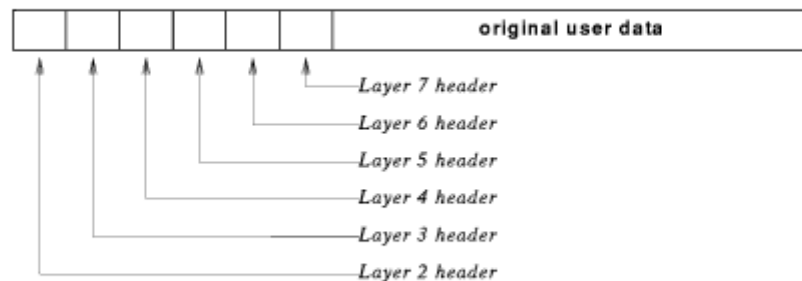 original user data
Layer 7 header
Layer 6 header
Layer 5 header
Layer 4 header
Layer 3 header
Layer 2 header